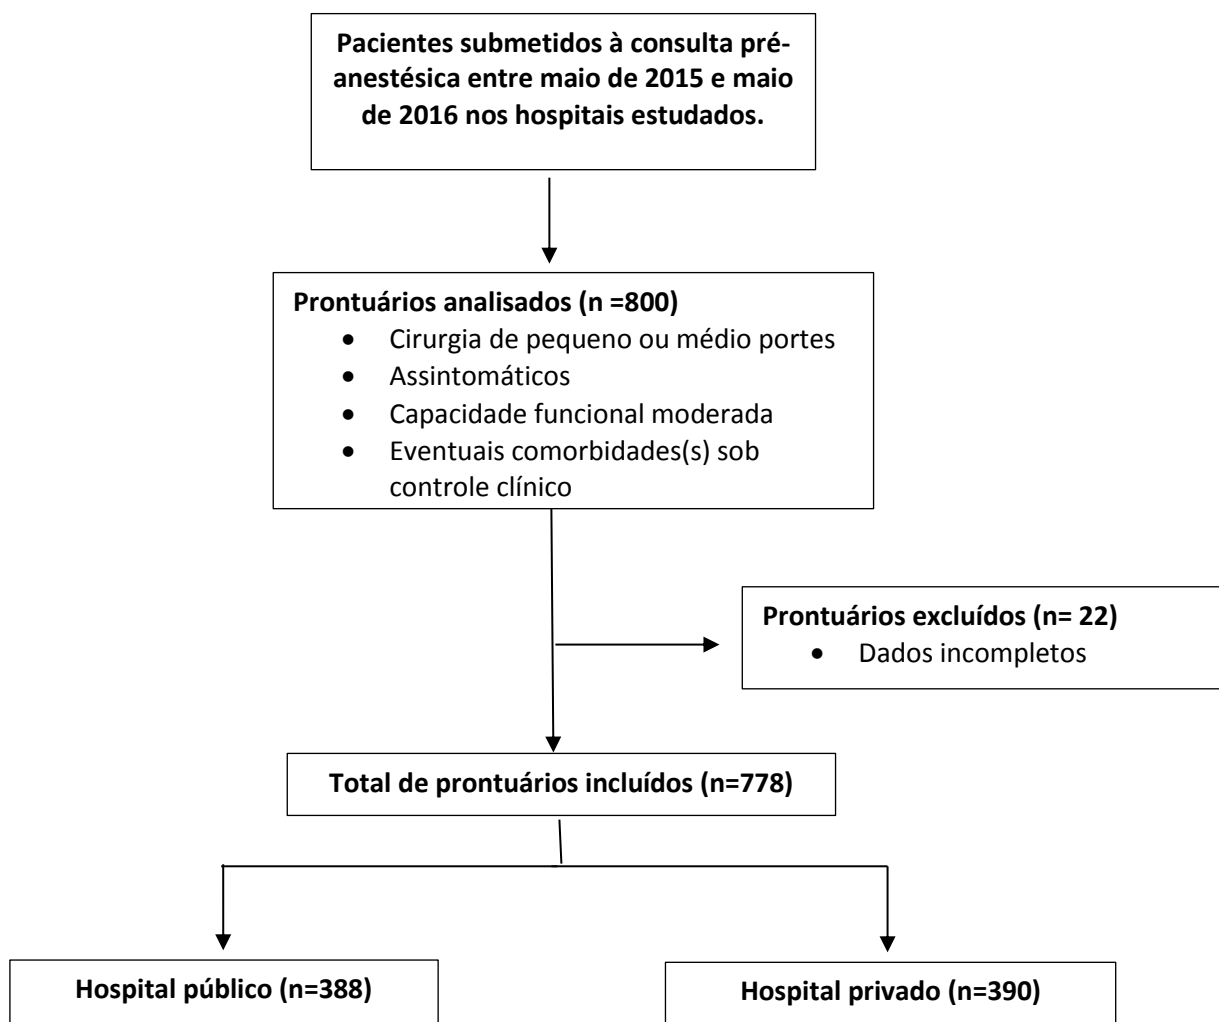 Pacientes submetidos à consulta pré-
anestésica entre maio de 2015 e maio
de 2016 nos hospitais estudados.
Prontuários analisados (n =800)
• Cirurgia de pequeno ou médio portes
• Assintomáticos
• Capacidade funcional moderada
• Eventuais comorbidades(s) sob
controle clínico
Prontuários excluídos (n= 22)
• Dados incompletos
Total de prontuários incluídos (n=778)
Hospital público (n=388)
Hospital privado (n=390)